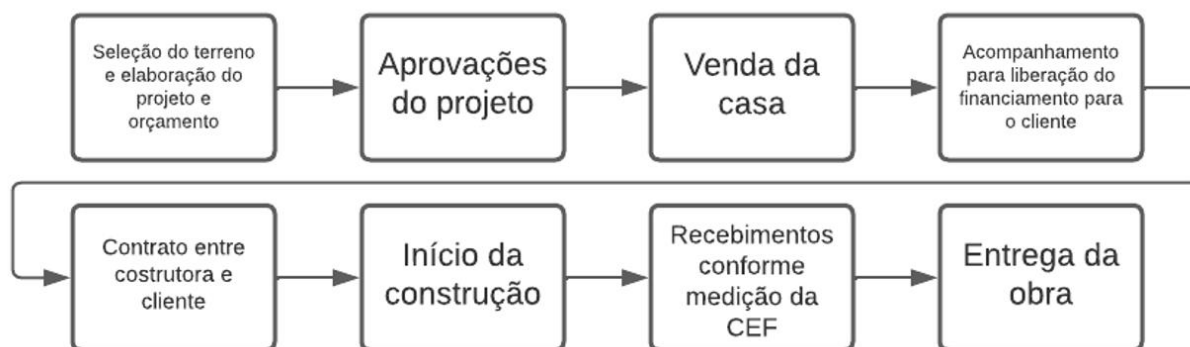 Seleção do terreno
e elaboração do
projeto e
orçamento
Aprovações
do projeto
Venda da
casa
Acompanhamento
para liberação do
financiamento para
o cliente
Contrato entre
costrutora e
cliente
Início da
construção
Recebimentos
conforme
medição da
CEF
Entrega da
obra